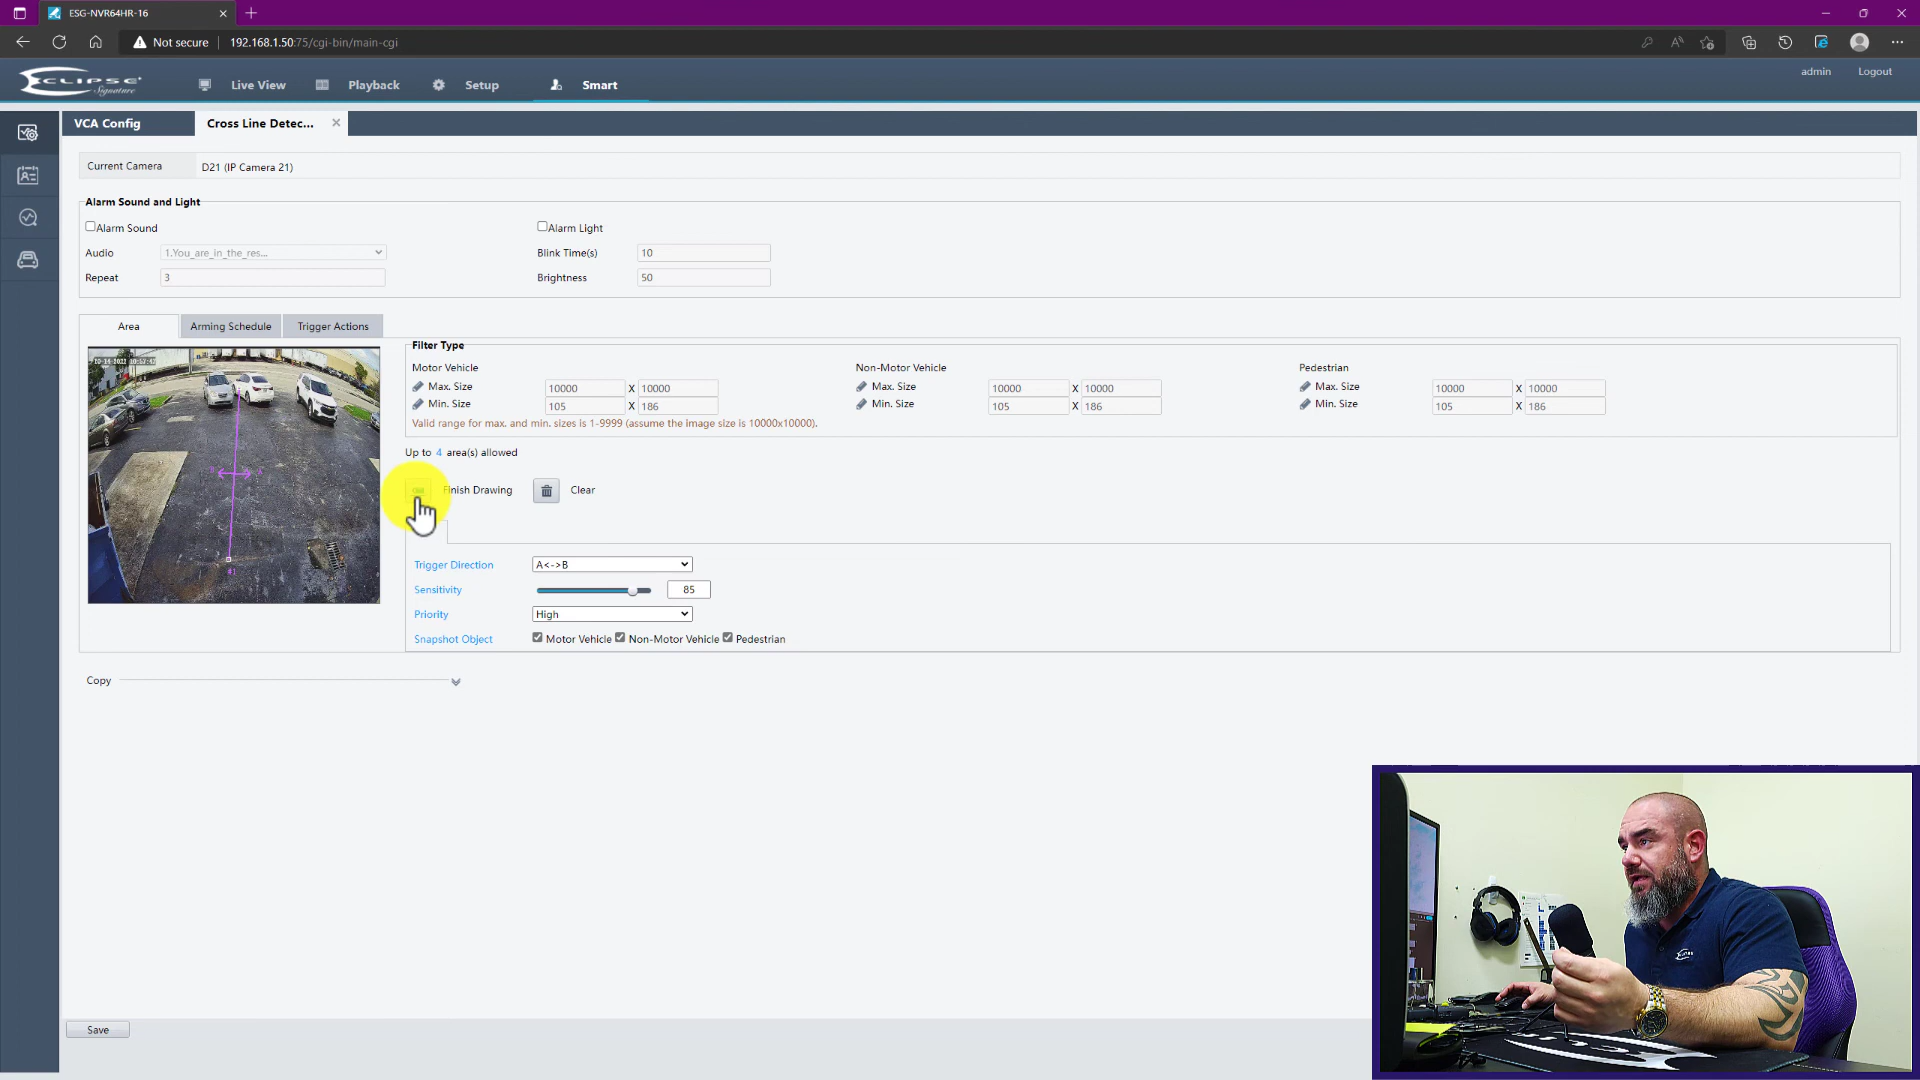 ESG-NVR64HR-16
Not secure 192.168.1.50:75/cgi-bin/main-cgi
ECLIPSE Signature Live View Playback Setup Smart admin Logout
VCA Config Cross Line Detec...
Current Camera D21 (IP Camera 21)
Alarm Sound and Light
Alarm Sound Alarm Light
Audio 1.You_are_in_the_res... Blink Time(s) 10
Repeat 3 Brightness 50
Area Arming Schedule Trigger Actions
Filter Type
Motor Vehicle Non-Motor Vehicle Pedestrian
Max. Size 10000 X 10000 Max. Size 10000 X 10000 Max. Size 10000 X 10000
Min. Size 105 X 186 Min. Size 105 X 186 Min. Size 105 X 186
Valid range for max. and min. sizes is 1-9999 (assume the image size is 10000x10000).
Up to 4 area(s) allowed
Finish Drawing Clear
Trigger Direction A<->B
Sensitivity 85
Priority High
Snapshot Object Motor Vehicle Non-Motor Vehicle Pedestrian
#1
Copy
Save